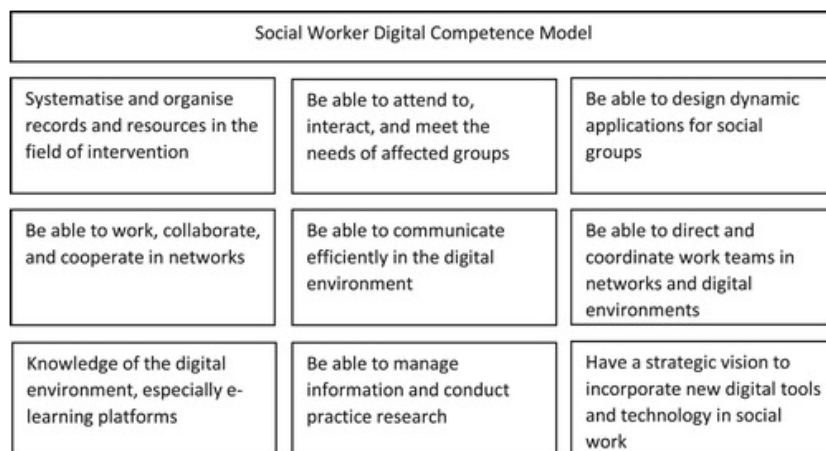 Social Worker Digital Competence Model
Systematise and organise
records and resources in the
field of intervention
Be able to attend to,
interact, and meet the
needs of affected groups
Be able to design dynamic
applications for social
groups
Be able to work, collaborate,
and cooperate in networks
Be able to communicate
efficiently in the digital
environment
Be able to direct and
coordinate work teams in
networks and digital
environments
Knowledge of the digital
environment, especially e-
learning platforms
Be able to manage
information and conduct
practice research
Have a strategic vision to
incorporate new digital tools
and technology in social
work